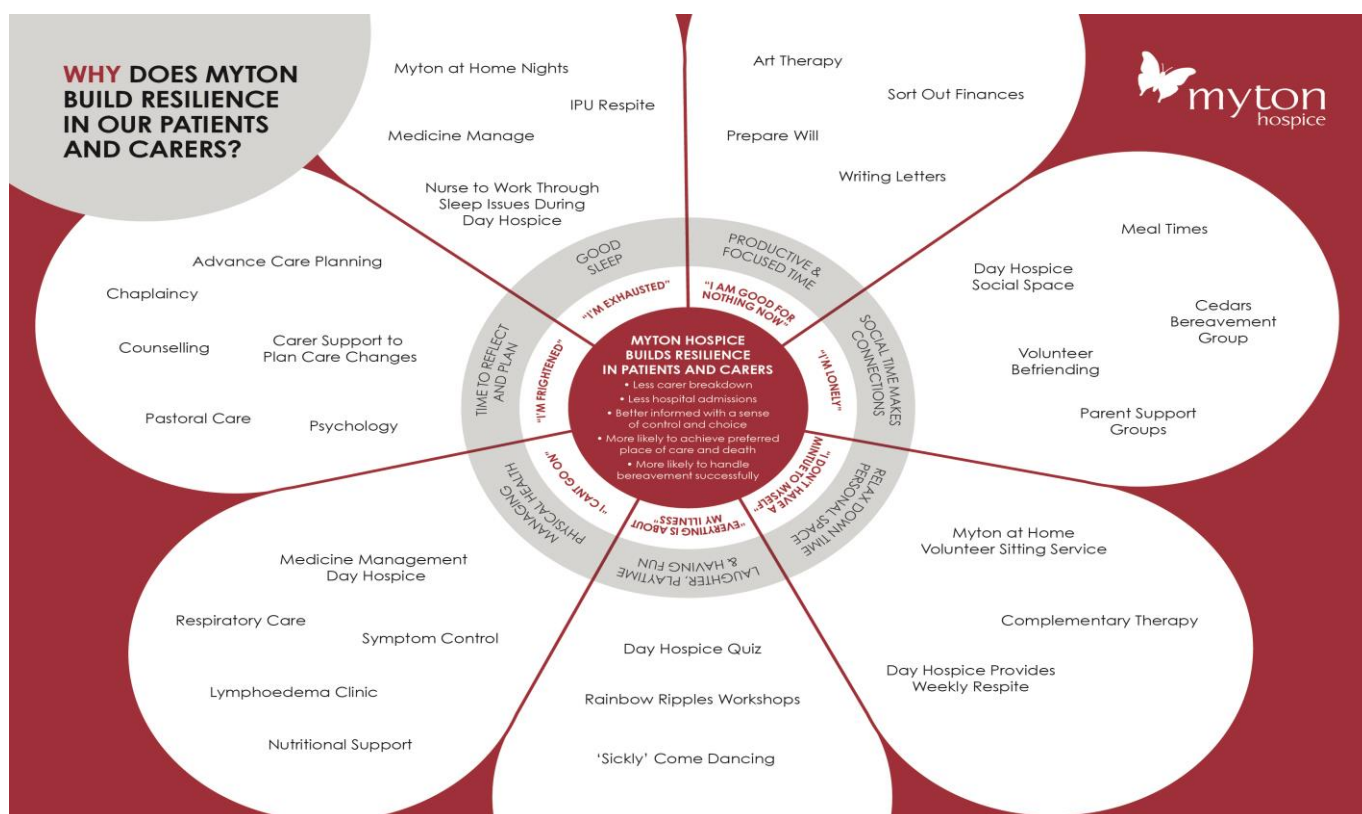 WHY DOES MYTON
BUILD RESILIENCE
IN OUR PATIENTS
AND CARERS?
myton
hospice
Myton at Home Nights
IPU Respite
Medicine Manage
Nurse to Work Through
Sleep Issues During
Day Hospice
GOOD
SLEEP
"I'M EXHAUSTED"
Art Therapy
Sort Out Finances
Prepare Will
Writing Letters
PRODUCTIVE &
FOCUSED TIME
"I AM GOOD FOR
NOTHING NOW"
Meal Times
Day Hospice
Social Space
Cedars
Bereavement
Group
Volunteer
Befriending
Parent Support
Groups
SOCIAL TIME MAKES
CONNECTIONS
"I'M LONELY"
Myton at Home
Volunteer Sitting Service
Complementary Therapy
Day Hospice Provides
Weekly Respite
RELAX DOWN TIME
PERSONAL SPACE
"I DON'T HAVE A
MINTUE TO MYSELF"
Day Hospice Quiz
Rainbow Ripples Workshops
'Sickly' Come Dancing
LAUGHTER, PLAYTIME
& HAVING FUN
"EVERYTING IS ABOUT
MY ILLNESS"
Medicine Management
Day Hospice
Respiratory Care
Symptom Control
Lymphoedema Clinic
Nutritional Support
MANAGING
PHYSICAL HEALTH
"I CANT GO ON"
Advance Care Planning
Chaplaincy
Counselling
Carer Support to
Plan Care Changes
Pastoral Care
Psychology
TIME TO REFLECT
AND PLAN
"I'M FRIGHTENED"
MYTON HOSPICE
BUILDS RESILIENCE
IN PATIENTS AND CARERS
• Less carer breakdown
• Less hospital admissions
• Better informed with a sense
of control and choice
• More likely to achieve preferred
place of care and death
• More likely to handle
bereavement successfully